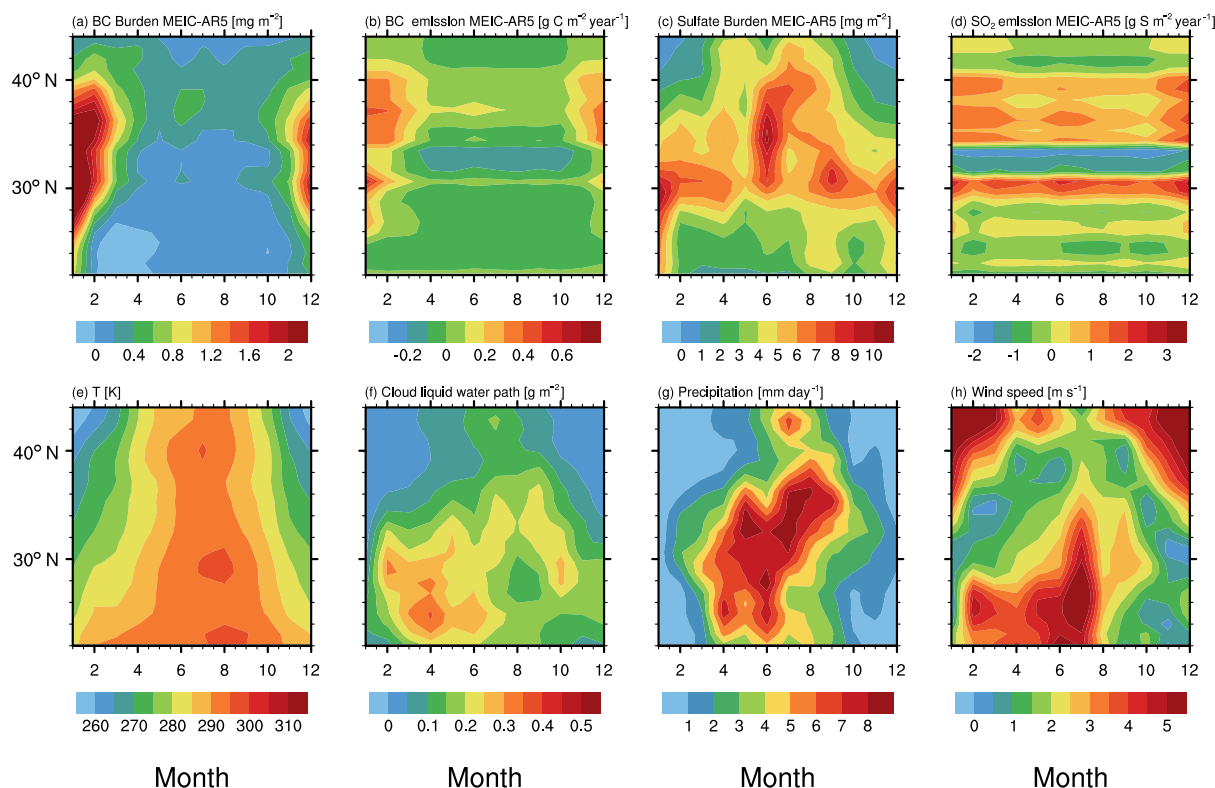 (a) BC Burden MEIC-AR5 [mg m⁻²]
(b) BC emission MEIC-AR5 [g C m⁻² year⁻¹]
(c) Sulfate Burden MEIC-AR5 [mg m⁻²]
(d) SO₂ emission MEIC-AR5 [g S m⁻² year⁻¹]
40° N
30° N
2 4 6 8 10 12
2 4 6 8 10 12
2 4 6 8 10 12
2 4 6 8 10 12
0 0.4 0.8 1.2 1.6 2
-0.2 0 0.2 0.4 0.6
0 1 2 3 4 5 6 7 8 9 10
-2 -1 0 1 2 3
(e) T [K]
(f) Cloud liquid water path [g m⁻²]
(g) Precipitation [mm day⁻¹]
(h) Wind speed [m s⁻¹]
40° N
30° N
2 4 6 8 10 12
2 4 6 8 10 12
2 4 6 8 10 12
2 4 6 8 10 12
260 270 280 290 300 310
0 0.1 0.2 0.3 0.4 0.5
1 2 3 4 5 6 7 8
0 1 2 3 4 5
Month
Month
Month
Month